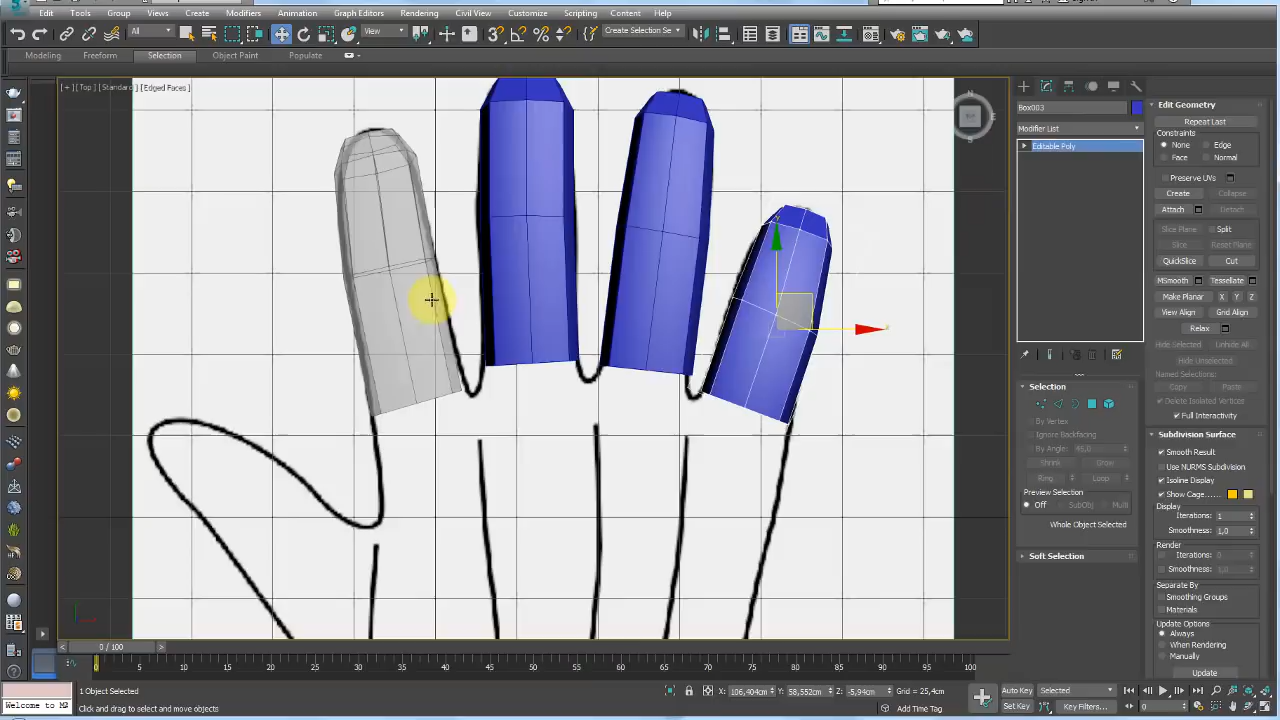 Edit Tools Group Views Create Modifiers Animation Graph Editors Rendering Civil View Customize Scripting Content Help
All View Create Selection Se
Modeling Freeform Selection Object Paint Populate
[+] [Top] [Standard] [Edged Faces]
Box003
Modifier List
Editable Poly
Edit Geometry
Repeat Last
Constraints
None Edge
Face Normal
Preserve UVs
Create Collapse
Attach Detach
Slice Plane Split
Slice Reset Plane
QuickSlice Cut
MSmooth Tessellate
Make Planar X Y Z
View Align Grid Align
Relax
Hide Selected Unhide All
Hide Unselected
Named Selections:
Copy Paste
Delete Isolated Vertices
Full Interactivity
Selection
By Vertex
Ignore Backfacing
By Angle: 45,0
Shrink Grow
Ring Loop
Preview Selection
Off SubObj Multi
Whole Object Selected
Soft Selection
Subdivision Surface
Smooth Result
Use NURMS Subdivision
Isoline Display
Show Cage......
Display
Iterations: 1
Smoothness: 1,0
Render
Iterations: 0
Smoothness: 1,0
Separate By
Smoothing Groups
Materials
Update Options
Always
When Rendering
Manually
Update
0 / 100
0 5 10 15 20 25 30 35 40 45 50 55 60 65 70 75 80 85 90 95 100
1 Object Selected X: 106,404cm Y: 58,552cm Z: -5,94cm Grid = 25,4cm Auto Key Selected
Welcome to M2 Click and drag to select and move objects Add Time Tag Set Key Key Filters... 0